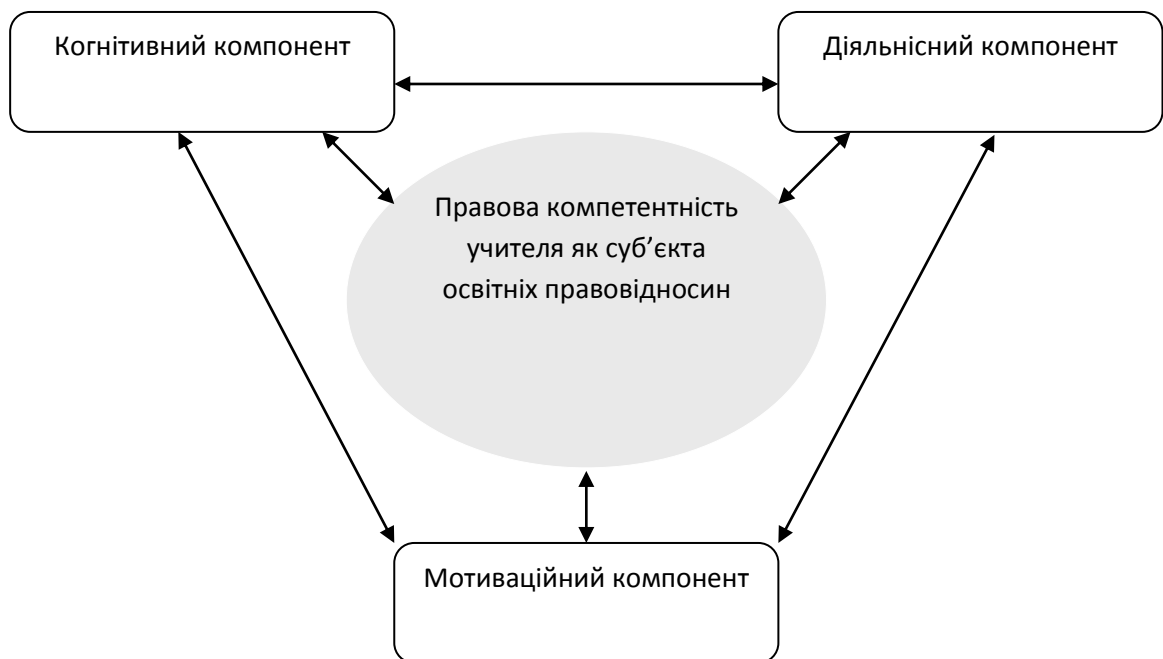 Когнітивний компонент
Діяльнісний компонент
Правова компетентність
учителя як суб’єкта
освітніх правовідносин
Мотиваційний компонент